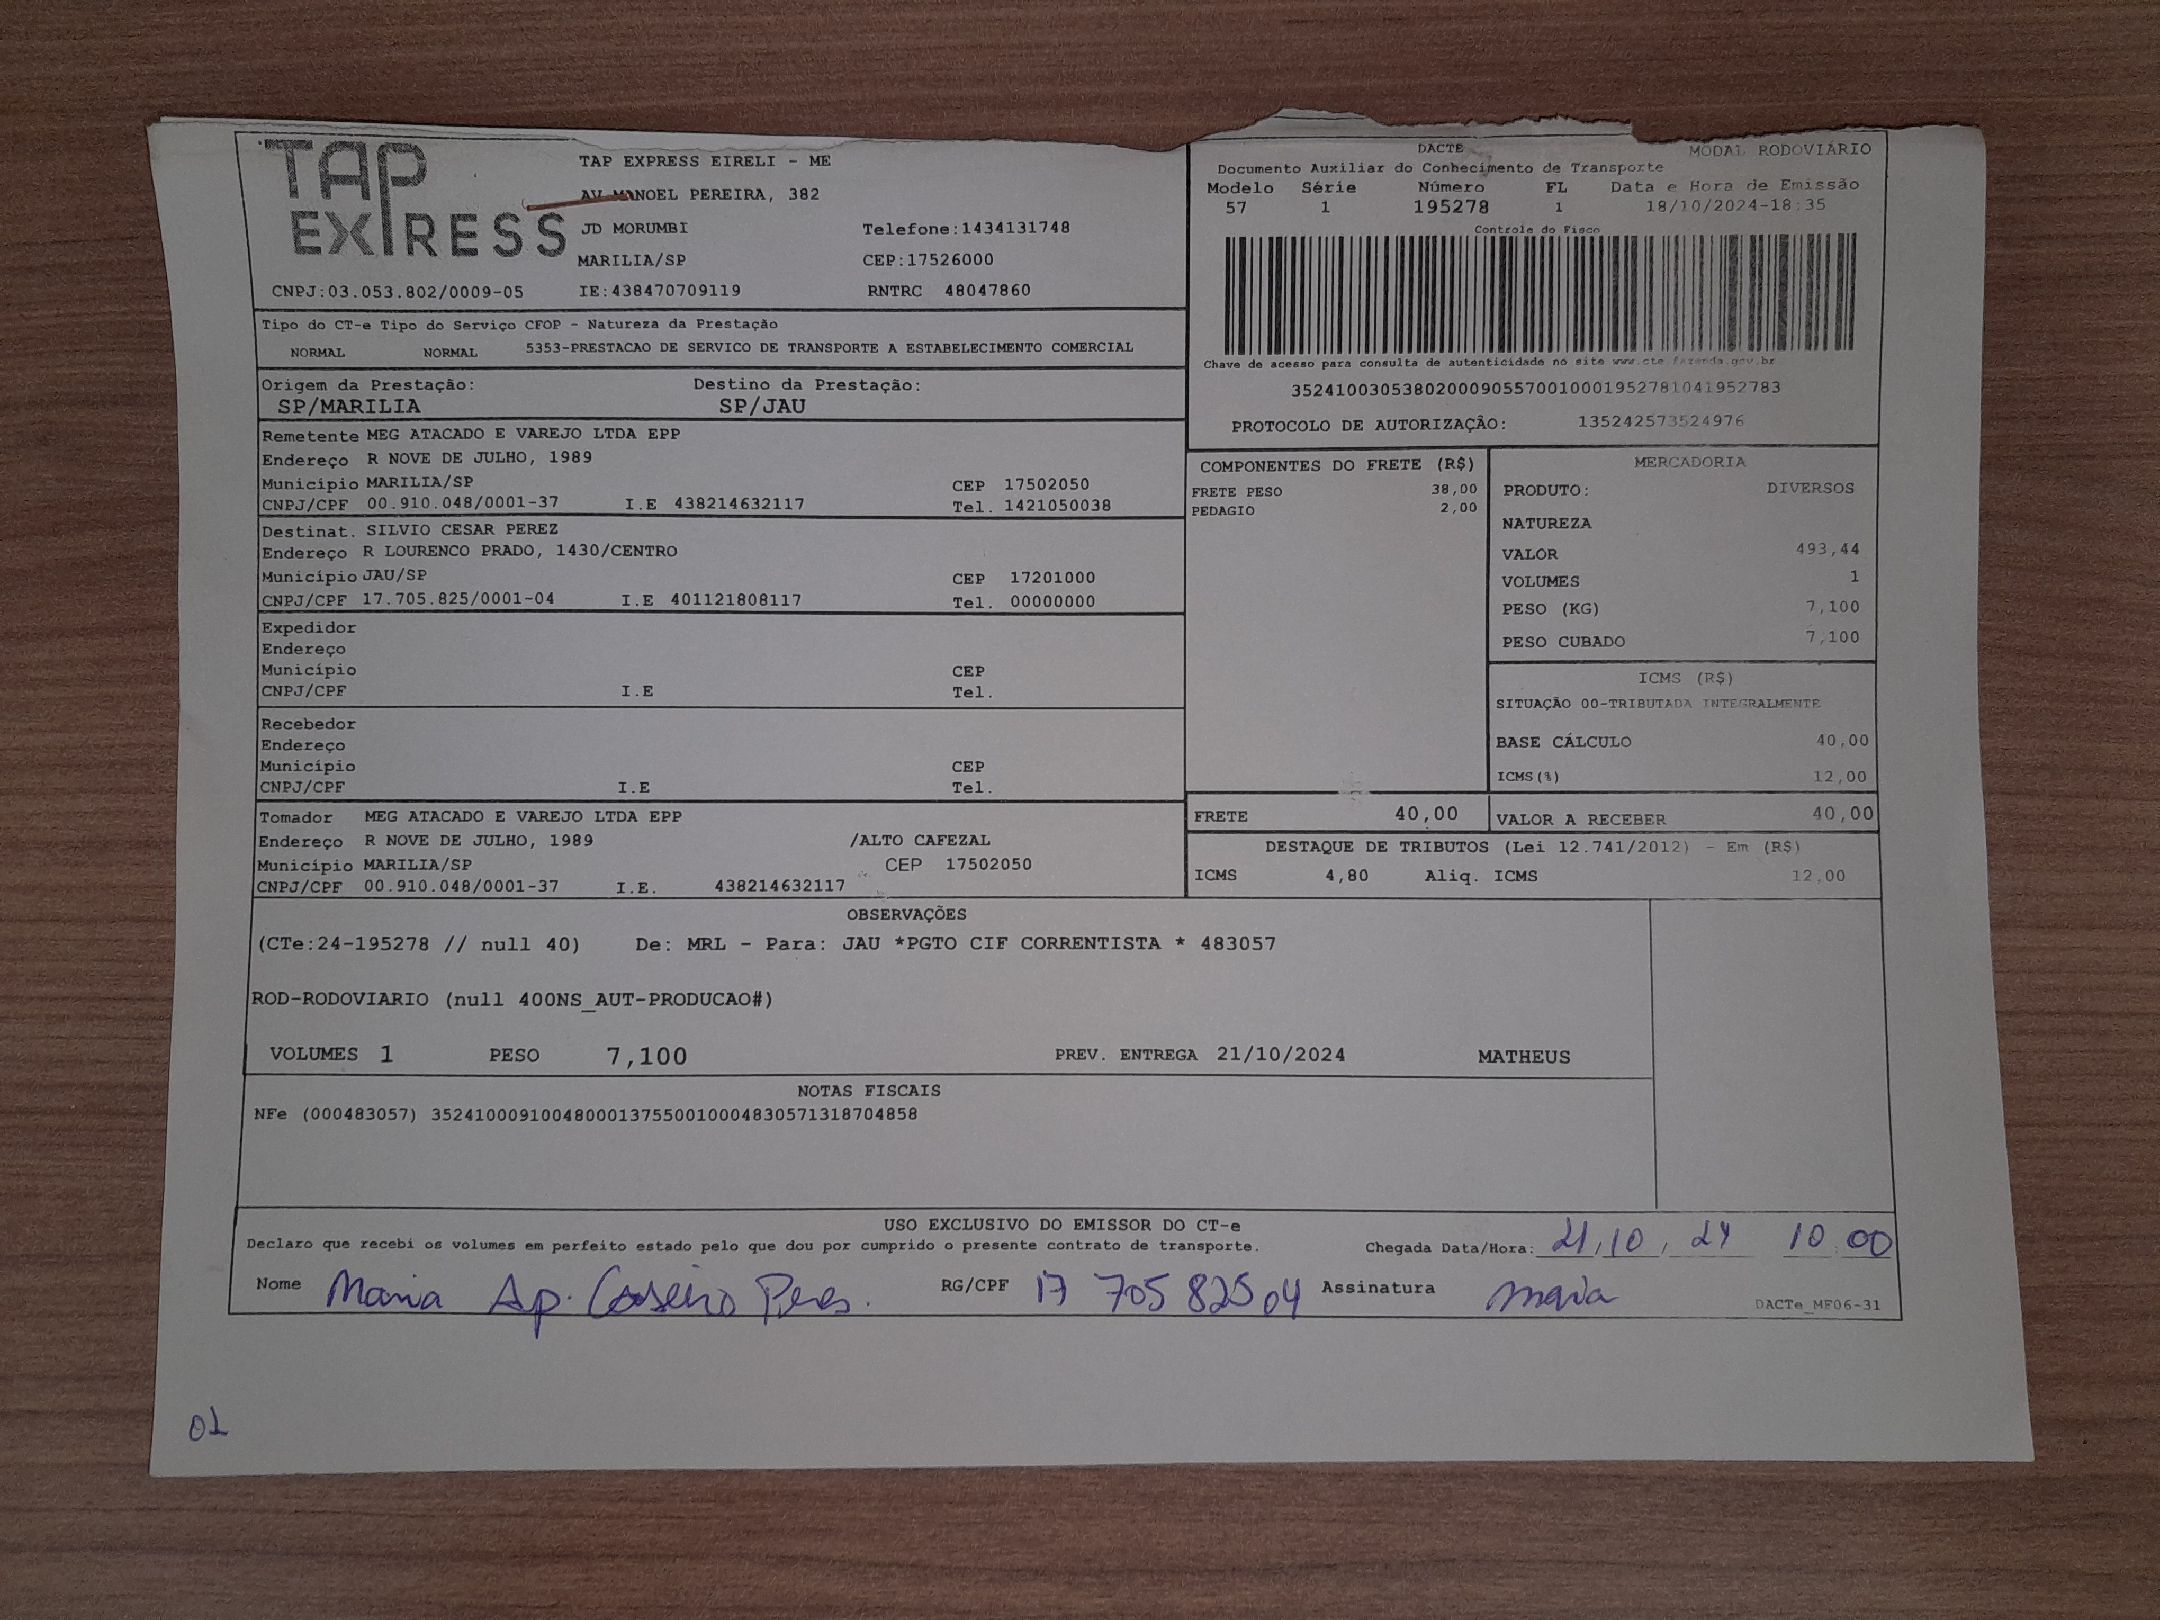 TAP
EXPRESS
TAP EXPRESS EIRELI - ME
AV MANOEL PEREIRA, 382
JD MORUMBI Telefone:1434131748
MARILIA/SP CEP:17526000
CNPJ:03.053.802/0009-05 IE:438470709119 RNTRC 48047860
DACTE MODAL RODOVIÁRIO
Documento Auxiliar do Conhecimento de Transporte
Modelo Série Número FL Data e Hora de Emissão
57 1 195278 1 18/10/2024-18:35
Controle do Fisco
Chave de acesso para consulta de autenticidade no site www.cte.fazenda.gov.br
35241003053802000905570010001952781041952783
PROTOCOLO DE AUTORIZAÇÃO: 135242573524976
Tipo do CT-e Tipo do Serviço CFOP - Natureza da Prestação
NORMAL NORMAL 5353-PRESTACAO DE SERVICO DE TRANSPORTE A ESTABELECIMENTO COMERCIAL
Origem da Prestação: Destino da Prestação:
SP/MARILIA SP/JAU
Remetente MEG ATACADO E VAREJO LTDA EPP
Endereço R NOVE DE JULHO, 1989
Município MARILIA/SP CEP 17502050
CNPJ/CPF 00.910.048/0001-37 I.E 438214632117 Tel. 1421050038
Destinat. SILVIO CESAR PEREZ
Endereço R LOURENCO PRADO, 1430/CENTRO
Município JAU/SP CEP 17201000
CNPJ/CPF 17.705.825/0001-04 I.E 401121808117 Tel. 00000000
Expedidor
Endereço
Município CEP
CNPJ/CPF I.E Tel.
Recebedor
Endereço
Município CEP
CNPJ/CPF I.E Tel.
Tomador MEG ATACADO E VAREJO LTDA EPP
Endereço R NOVE DE JULHO, 1989 /ALTO CAFEZAL
Município MARILIA/SP CEP 17502050
CNPJ/CPF 00.910.048/0001-37 I.E. 438214632117
COMPONENTES DO FRETE (R$)
FRETE PESO 38,00
PEDAGIO 2,00
MERCADORIA
PRODUTO: DIVERSOS
NATUREZA
VALOR 493,44
VOLUMES 1
PESO (KG) 7,100
PESO CUBADO 7,100
ICMS (R$)
SITUAÇÃO 00-TRIBUTADA INTEGRALMENTE
BASE CÁLCULO 40,00
ICMS(%) 12,00
FRETE 40,00 VALOR A RECEBER 40,00
DESTAQUE DE TRIBUTOS (Lei 12.741/2012) - Em (R$)
ICMS 4,80 Aliq. ICMS 12,00
OBSERVAÇÕES
(CTe:24-195278 // null 40) De: MRL - Para: JAU *PGTO CIF CORRENTISTA * 483057
ROD-RODOVIARIO (null 400NS_AUT-PRODUCAO#)
VOLUMES 1 PESO 7,100 PREV. ENTREGA 21/10/2024 MATHEUS
NOTAS FISCAIS
NFe (000483057) 35241000910048000137550010004830571318704858
USO EXCLUSIVO DO EMISSOR DO CT-e
Declaro que recebi os volumes em perfeito estado pelo que dou por cumprido o presente contrato de transporte. Chegada Data/Hora: 21,10,24 10:00
Nome Maria Ap. Coseiro Peres. RG/CPF 17 705 825 04 Assinatura Maria
DACTe_MF06-31
01